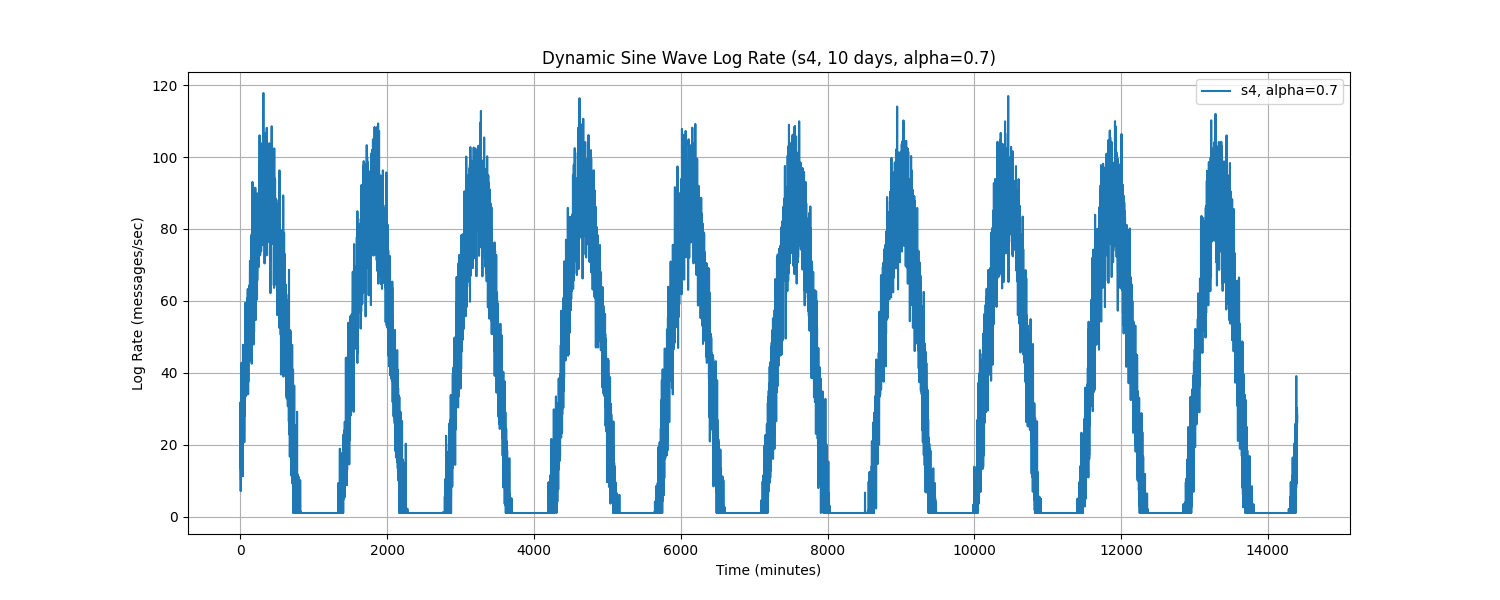 Dynamic Sine Wave Log Rate (s4, 10 days, alpha=0.7)
s4, alpha=0.7
Log Rate (messages/sec)
120
100
80
60
40
20
0
0 2000 4000 6000 8000 10000 12000 14000
Time (minutes)